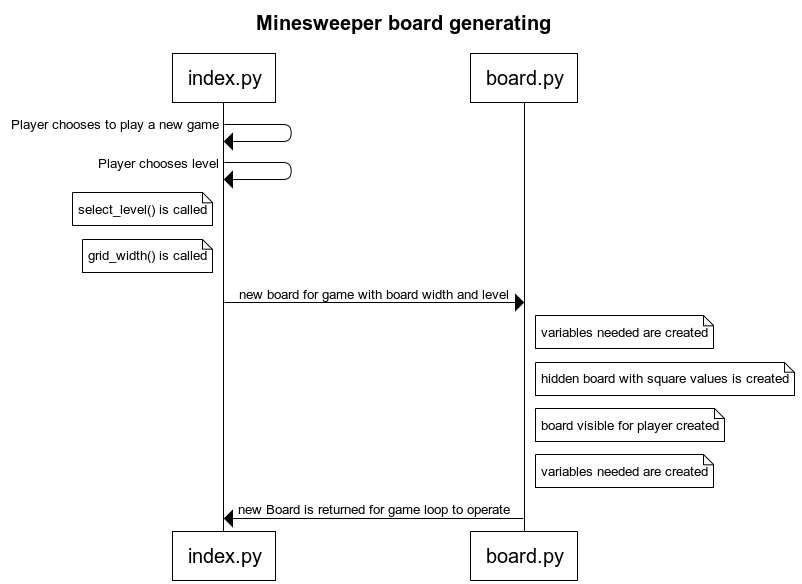 Minesweeper board generating
index.py
board.py
Player chooses to play a new game
Player chooses level
select_level() is called
grid_width() is called
new board for game with board width and level
variables needed are created
hidden board with square values is created
board visible for player created
variables needed are created
new Board is returned for game loop to operate
index.py
board.py